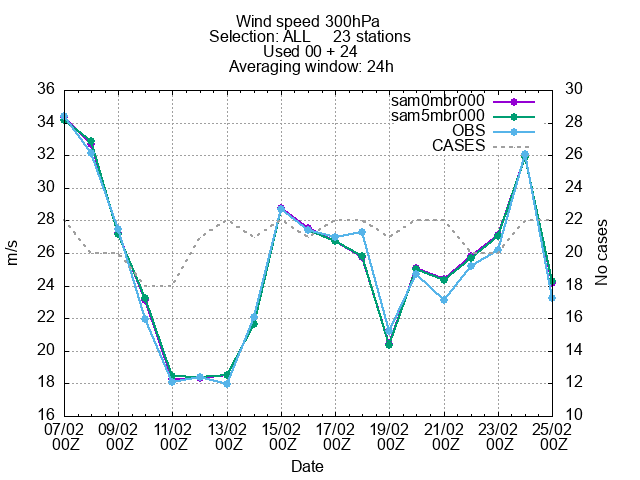 Wind speed 300hPa
Selection: ALL 23 stations
Used 00 + 24
Averaging window: 24h
36 30
sam0mbr000
34 28
sam5mbr000
OBS
32 26
CASES
30 24
28 22
26 20
24 18
22 16
20 14
18 12
16 10
m/s
No cases
07/02 09/02 11/02 13/02 15/02 17/02 19/02 21/02 23/02 25/02
00Z 00Z 00Z 00Z 00Z 00Z 00Z 00Z 00Z 00Z
Date